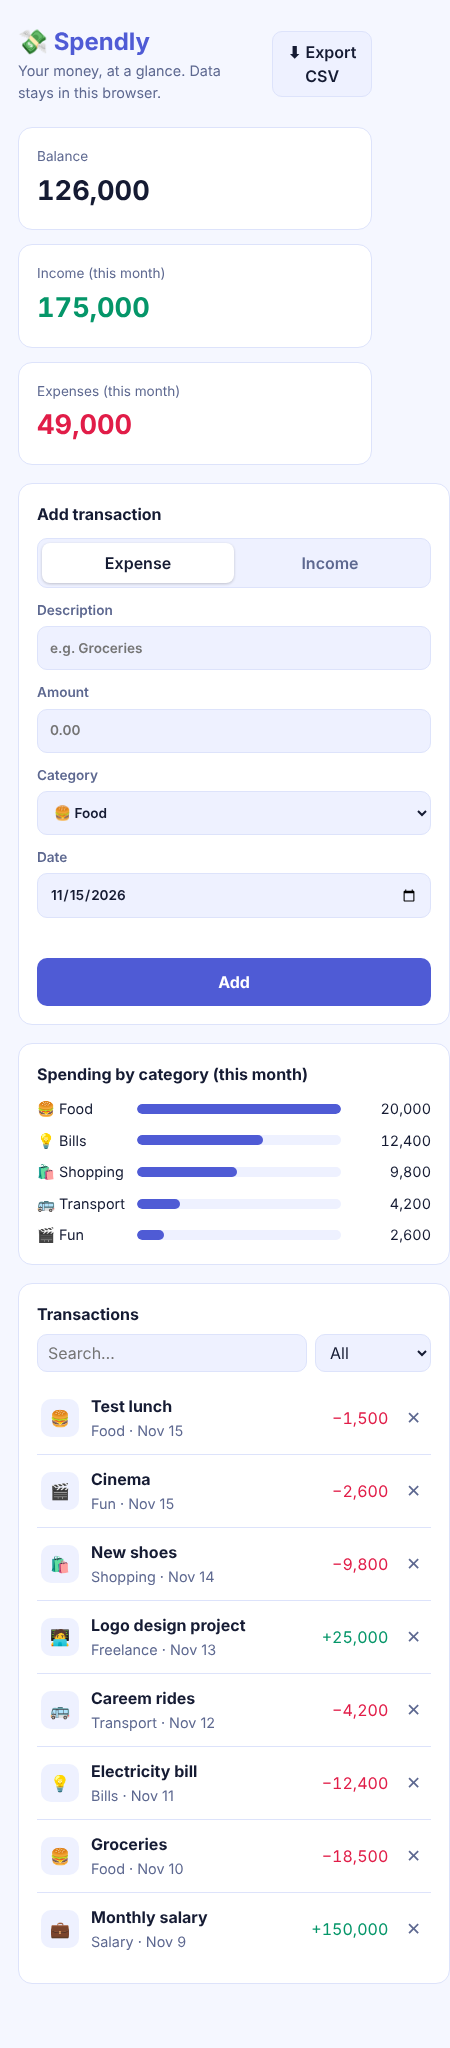 💸 Spendly
Your money, at a glance. Data
stays in this browser.
⬇ Export
CSV
Balance
126,000
Income (this month)
175,000
Expenses (this month)
49,000
Add transaction
Expense Income
Description
e.g. Groceries
Amount
0.00
Category
🍔 Food
Date
11/15/2026
Add
Spending by category (this month)
🍔 Food 20,000
💡 Bills 12,400
🛍️ Shopping 9,800
🚌 Transport 4,200
🎬 Fun 2,600
Transactions
Search... All
Test lunch
Food · Nov 15
−1,500 ✕
Cinema
Fun · Nov 15
−2,600 ✕
New shoes
Shopping · Nov 14
−9,800 ✕
Logo design project
Freelance · Nov 13
+25,000 ✕
Careem rides
Transport · Nov 12
−4,200 ✕
Electricity bill
Bills · Nov 11
−12,400 ✕
Groceries
Food · Nov 10
−18,500 ✕
Monthly salary
Salary · Nov 9
+150,000 ✕